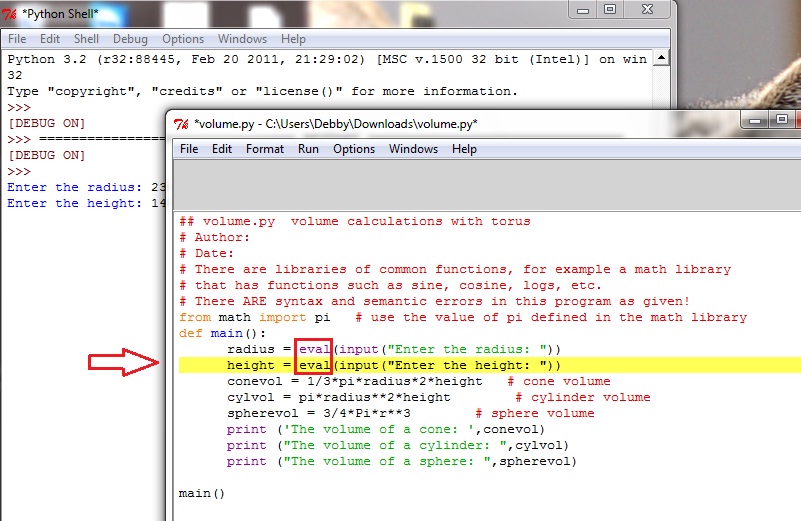 *Python Shell*
File Edit Shell Debug Options Windows Help
Python 3.2 (r32:88445, Feb 20 2011, 21:29:02) [MSC v.1500 32 bit (Intel)] on win
32
Type "copyright", "credits" or "license()" for more information.
>>>
[DEBUG ON]
>>> ================
[DEBUG ON]
>>>
Enter the radius: 23
Enter the height: 14
*volume.py - C:\Users\Debby\Downloads\volume.py*
File Edit Format Run Options Windows Help
## volume.py  volume calculations with torus
# Author:
# Date:
# There are libraries of common functions, for example a math library
# that has functions such as sine, cosine, logs, etc.
# There ARE syntax and semantic errors in this program as given!
from math import pi   # use the value of pi defined in the math library
def main():
      radius = eval(input("Enter the radius: "))
      height = eval(input("Enter the height: "))
      conevol = 1/3*pi*radius*2*height   # cone volume
      cylvol = pi*radius**2*height        # cylinder volume
      spherevol = 3/4*Pi*r**3        # sphere volume
      print ('The volume of a cone: ',conevol)
      print ("The volume of a cylinder: ",cylvol)
      print ("The volume of a sphere: ",spherevol)
main()